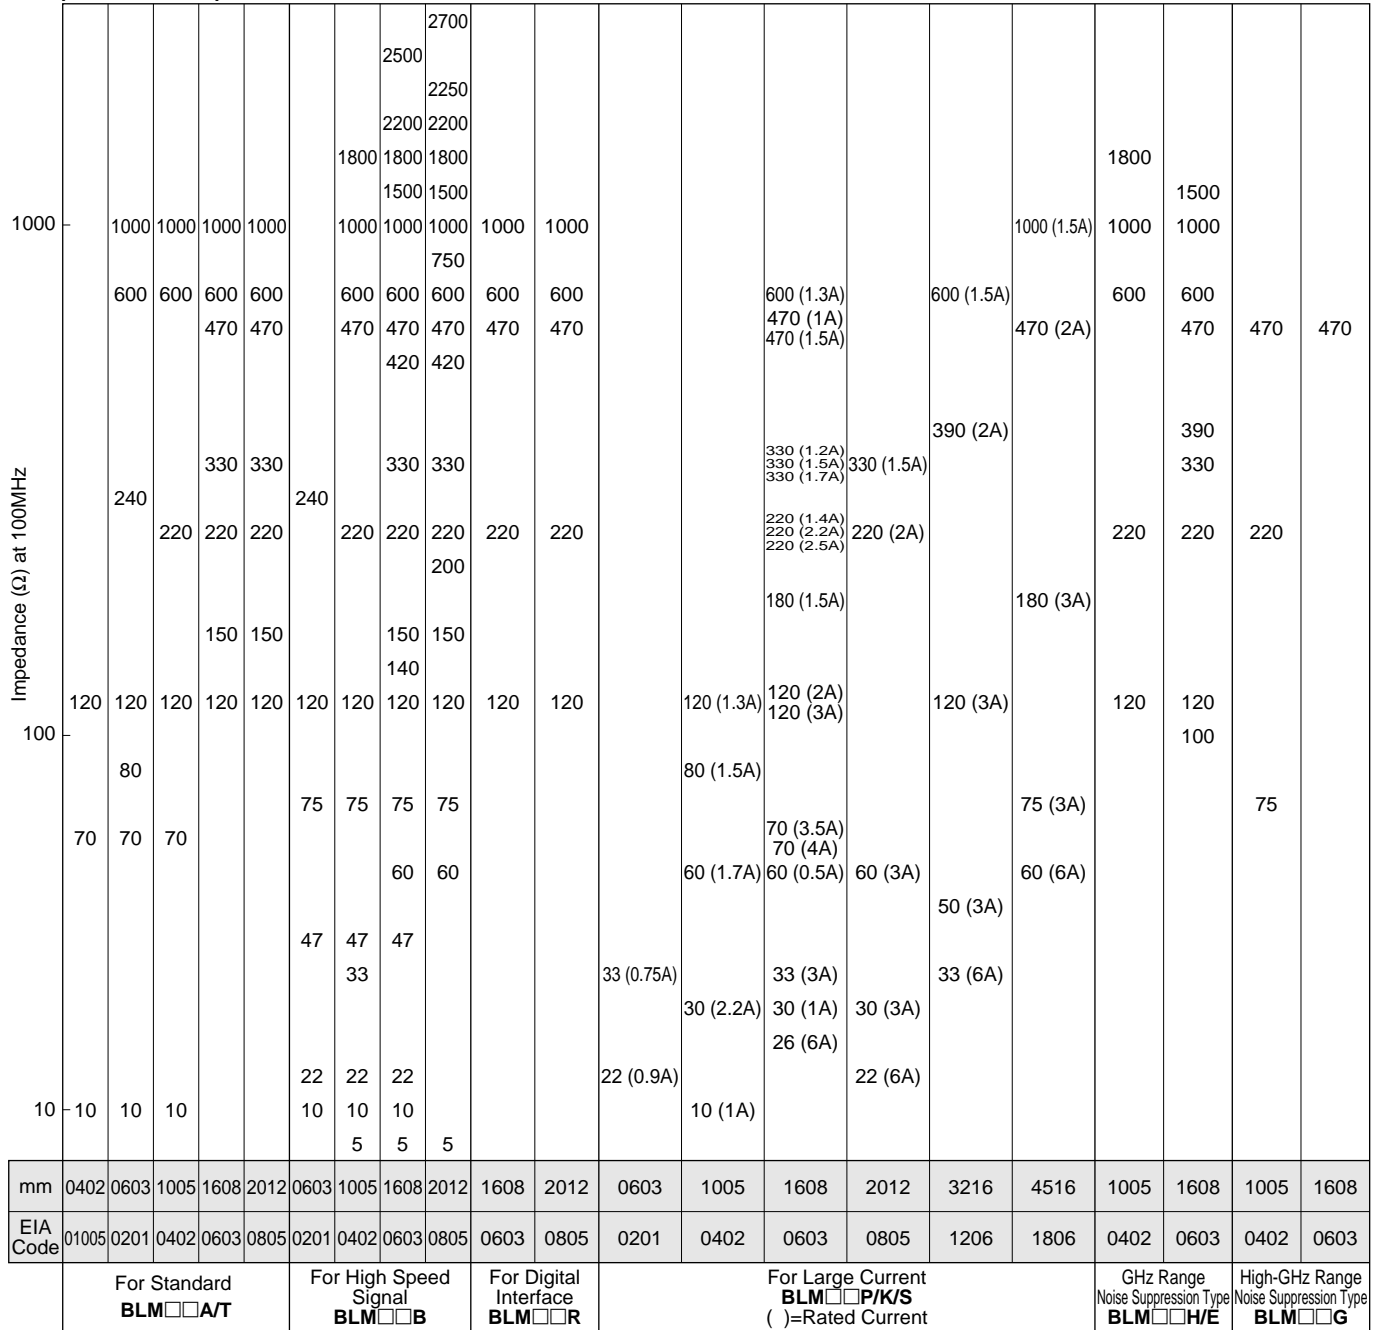 2700
2500
2250
2200 2200
1800 1800 1800 1800
1500 1500 1500
1000 1000 1000 1000 1000 1000 1000 1000 1000 1000 1000 (1.5A) 1000 1000
750
600 600 600 600 600 600 600 600 600 600 (1.3A) 600 (1.5A) 600 600
470 (1A)
470 470 470 470 470 470 470 470 (2A) 470 470 470
470 (1.5A)
420 420
390 (2A) 390
330 (1.2A)
330 330 330 330 330 (1.5A) 330 (1.5A) 330
330 (1.7A)
240 240
220 (1.4A)
220 220 220 220 220 220 220 220 220 (2.2A) 220 (2A) 220 220 220
220 (2.5A)
200
180 (1.5A) 180 (3A)
150 150 150 150
140
120 (2A)
120 120 120 120 120 120 120 120 120 120 120 120 (1.3A) 120 (3A) 120 120
120 (3A)
100 100
80 80 (1.5A)
75 75 75 75 75 (3A) 75
70 (3.5A)
70 70 70
70 (4A)
60 60 60 (1.7A) 60 (0.5A) 60 (3A) 60 (6A)
50 (3A)
47 47 47
33 33 (0.75A) 33 (3A) 33 (6A)
30 (2.2A) 30 (1A) 30 (3A)
26 (6A)
22 22 22 22 (0.9A) 22 (6A)
10 10 10 10 10 10 10 10 (1A)
5 5 5
Impedance (Ω) at 100MHz
mm 0402 0603 1005 1608 2012 0603 1005 1608 2012 1608 2012 0603 1005 1608 2012 3216 4516 1005 1608 1005 1608
EIA
Code 01005 0201 0402 0603 0805 0201 0402 0603 0805 0603 0805 0201 0402 0603 0805 1206 1806 0402 0603 0402 0603
For Standard
BLM□□A/T
For High Speed
Signal
BLM□□B
For Digital
Interface
BLM□□R
For Large Current
BLM□□P/K/S
( )=Rated Current
GHz Range
Noise Suppression Type
BLM□□H/E
High-GHz Range
Noise Suppression Type
BLM□□G